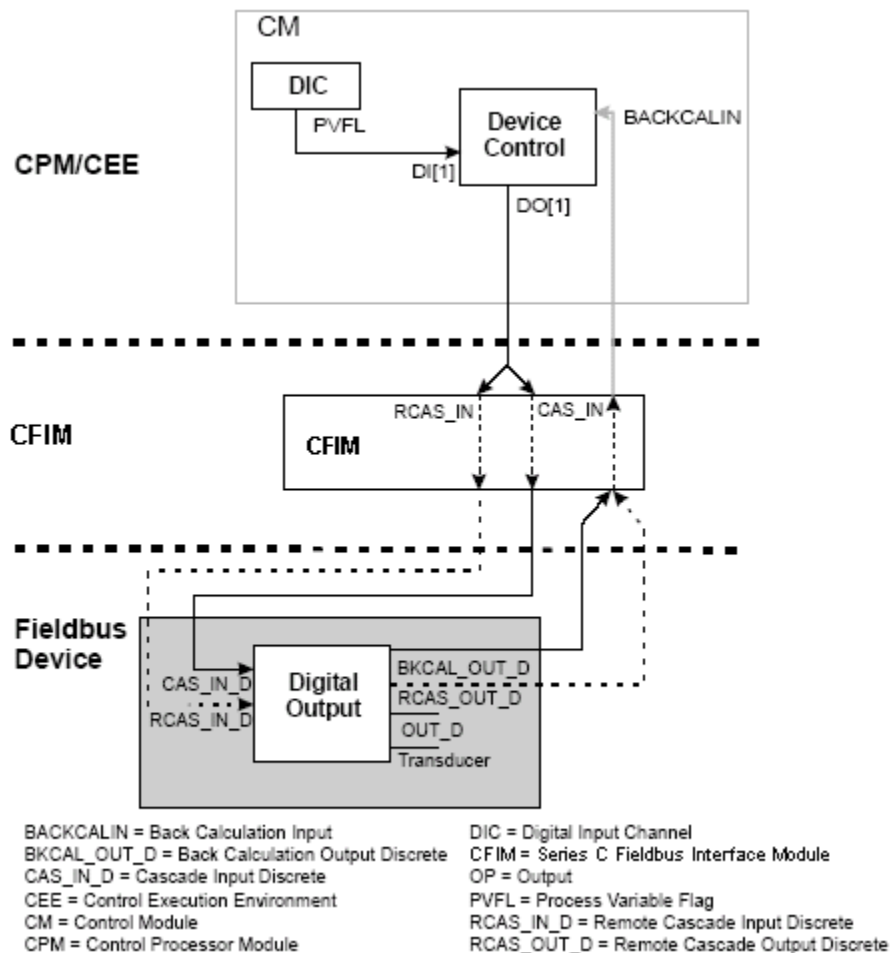 CM
DIC
PVFL
Device
Control
BACKCALIN
CPM/CEE
DI[1]
DO[1]
RCAS_IN
CAS_IN
CFIM
CFIM
Fieldbus
Device
CAS_IN_D
RCAS_IN_D
Digital
Output
BKCAL_OUT_D
RCAS_OUT_D
OUT_D
Transducer
BACKCALIN = Back Calculation Input
BKCAL_OUT_D = Back Calculation Output Discrete
CAS_IN_D = Cascade Input Discrete
CEE = Control Execution Environment
CM = Control Module
CPM = Control Processor Module
DIC = Digital Input Channel
CFIM = Series C Fieldbus Interface Module
OP = Output
PVFL = Process Variable Flag
RCAS_IN_D = Remote Cascade Input Discrete
RCAS_OUT_D = Remote Cascade Output Discrete